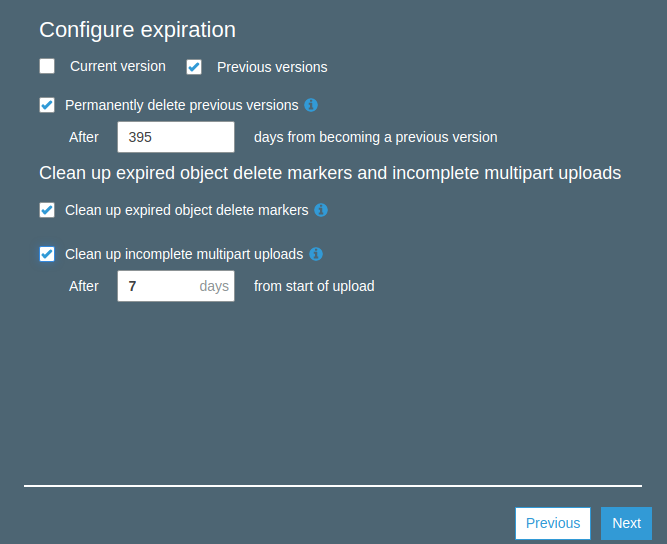 Configure expiration
Current version Previous versions
Permanently delete previous versions
After 395 days from becoming a previous version
Clean up expired object delete markers and incomplete multipart uploads
Clean up expired object delete markers
Clean up incomplete multipart uploads
After 7 days from start of upload
Previous Next